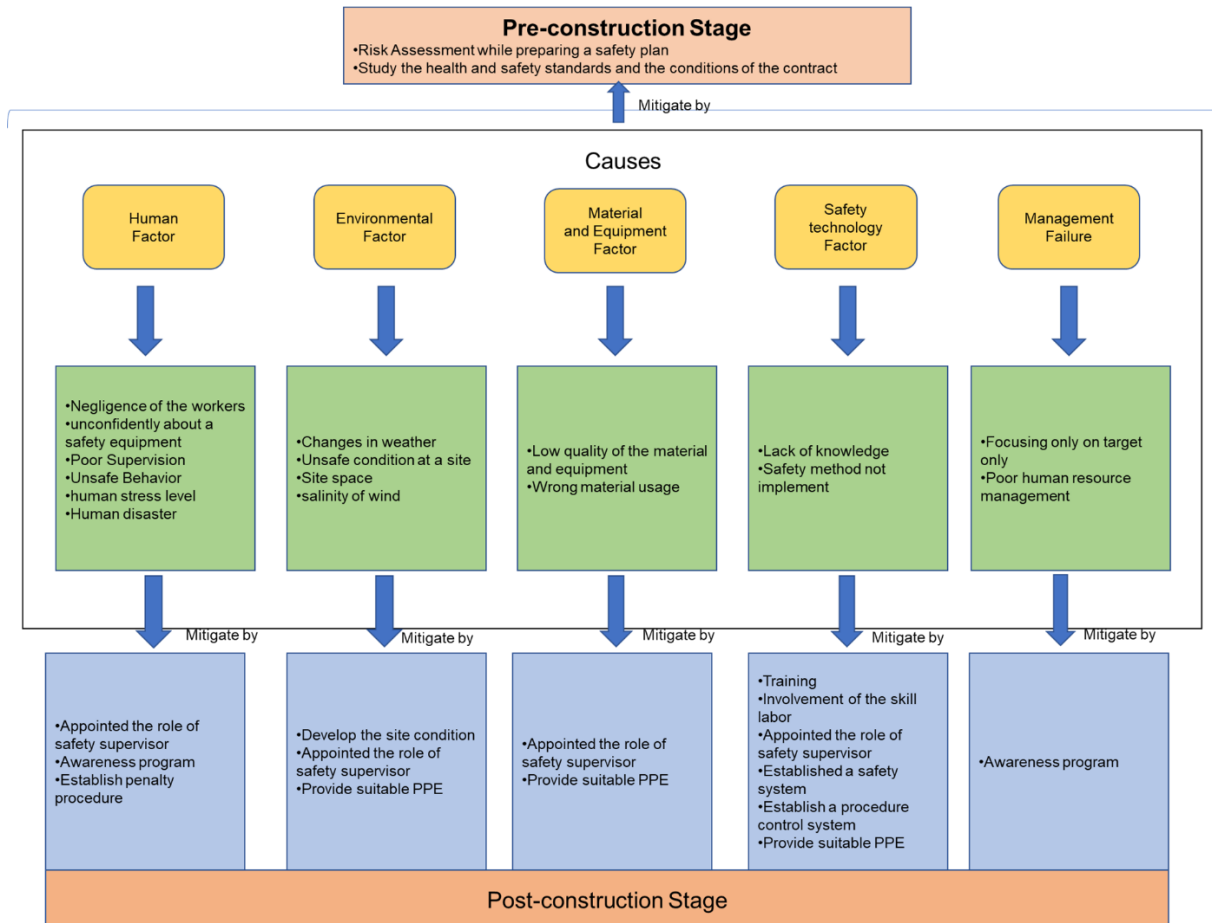 Pre-construction Stage
•Risk Assessment while preparing a safety plan
•Study the health and safety standards and the conditions of the contract
Mitigate by
Causes
Human
Factor
Environmental
Factor
Material
and Equipment
Factor
Safety
technology
Factor
Management
Failure
•Negligence of the workers
•unconfidently about a
safety equipment
•Poor Supervision
•Unsafe Behavior
•human stress level
•Human disaster
•Changes in weather
•Unsafe condition at a site
•Site space
•salinity of wind
•Low quality of the material
and equipment
•Wrong material usage
•Lack of knowledge
•Safety method not
implement
•Focusing only on target
only
•Poor human resource
management
Mitigate by
Mitigate by
Mitigate by
Mitigate by
Mitigate by
•Appointed the role of
safety supervisor
•Awareness program
•Establish penalty
procedure
•Develop the site condition
•Appointed the role of
safety supervisor
•Provide suitable PPE
•Appointed the role of
safety supervisor
•Provide suitable PPE
•Training
•Involvement of the skill
labor
•Appointed the role of
safety supervisor
•Established a safety
system
•Establish a procedure
control system
•Provide suitable PPE
•Awareness program
Post-construction Stage